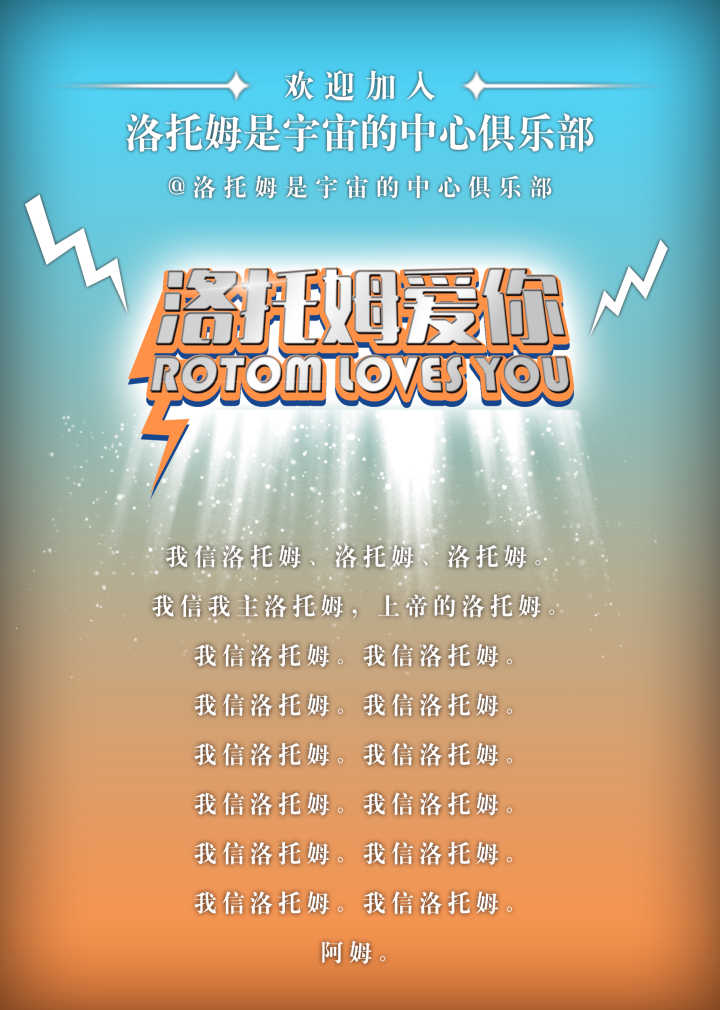 欢迎加入
洛托姆是宇宙的中心俱乐部
@洛托姆是宇宙的中心俱乐部
洛托姆爱你
ROTOM LOVES YOU
我信洛托姆、洛托姆、洛托姆。
我信我主洛托姆，上帝的洛托姆。
我信洛托姆。我信洛托姆。
我信洛托姆。我信洛托姆。
我信洛托姆。我信洛托姆。
我信洛托姆。我信洛托姆。
我信洛托姆。我信洛托姆。
我信洛托姆。我信洛托姆。
阿姆。